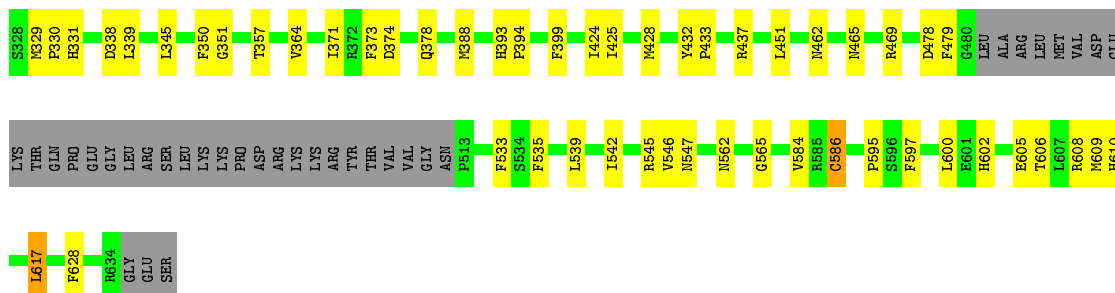 S328 M329 P330 H331 D338 L339 L345 F350 G351 T357 V364 I371 R372 F373 D374 Q378 M388 H393 P394 F399 I424 I425 M428 Y432 P433 R437 L451 N462 N465 R469 D478 F479 G480 LEU ALA ARG LEU MET VAL ASP GLU
LYS THR GLN PRO GLU GLY LEU ARG SER LEU LYS LYS PRO ASP ARG LYS LYS ARG TYR THR VAL VAL GLY ASN P513 F533 S534 F535 L539 I542 R545 V546 N547 N562 G565 V584 R585 C586 P595 S596 F597 L600 E601 H602 E605 T606 L607 R608 M609 H610
L617 F628 R634 GLY GLU SER